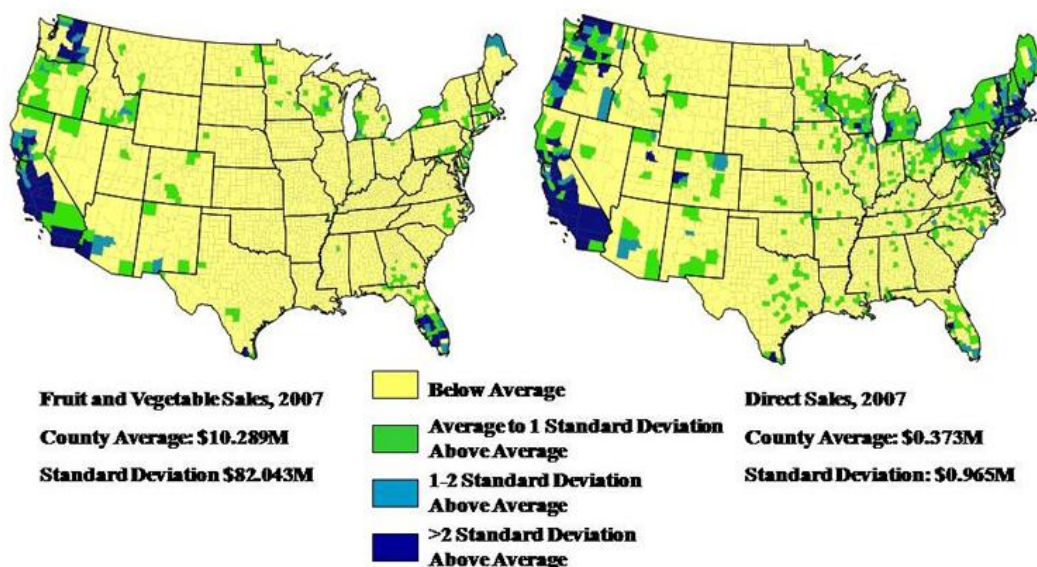 Fruit and Vegetable Sales, 2007
County Average: $10.289M
Standard Deviation $82.043M
Below Average
Average to 1 Standard Deviation
Above Average
1-2 Standard Deviation
Above Average
>2 Standard Deviation
Above Average
Direct Sales, 2007
County Average: $0.373M
Standard Deviation: $0.965M